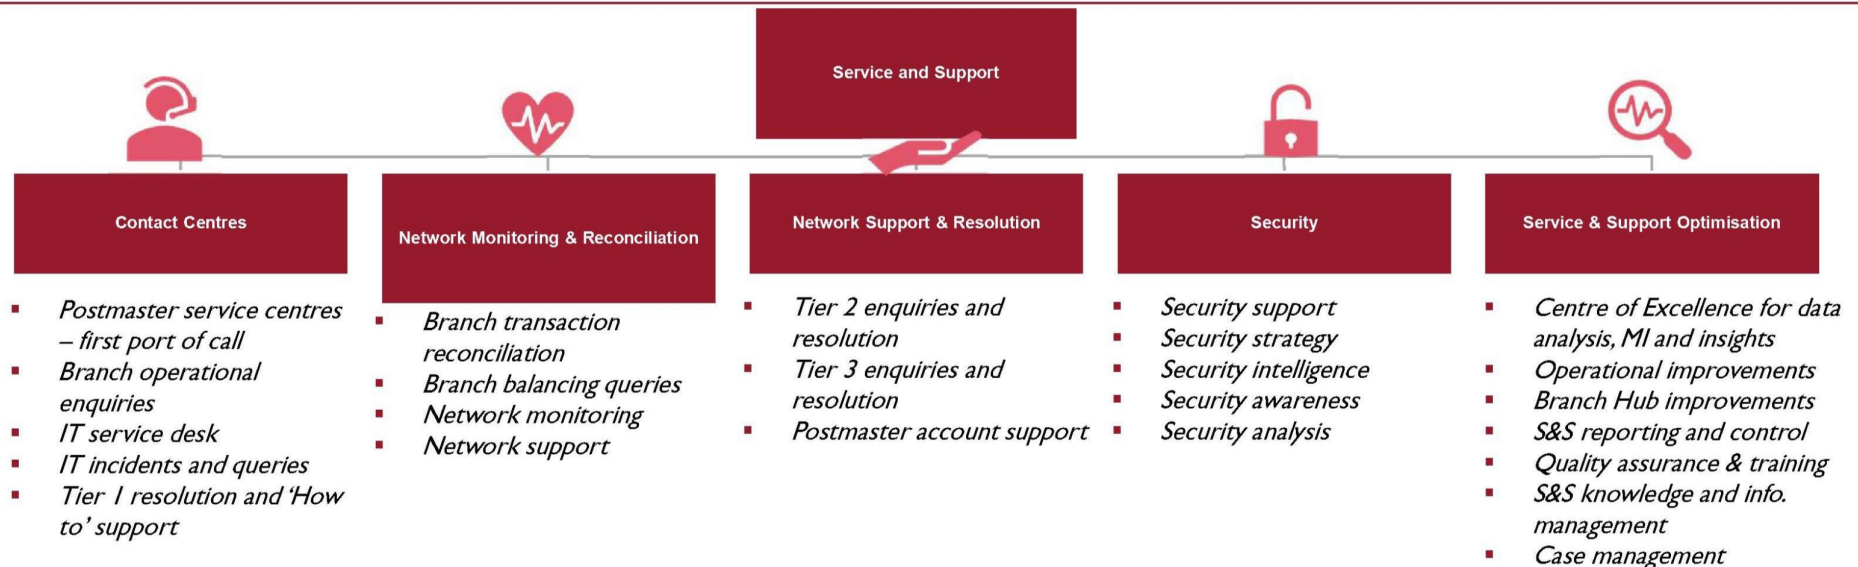 Service and Support
Contact Centres
Postmaster service centres
– first port of call
Branch operational
enquiries
IT service desk
IT incidents and queries
Tier 1 resolution and ‘How
to’ support
Network Monitoring & Reconciliation
Branch transaction
reconciliation
Branch balancing queries
Network monitoring
Network support
Network Support & Resolution
Tier 2 enquiries and
resolution
Tier 3 enquiries and
resolution
Postmaster account support
Security
Security support
Security strategy
Security intelligence
Security awareness
Security analysis
Service & Support Optimisation
Centre of Excellence for data
analysis, MI and insights
Operational improvements
Branch Hub improvements
S&S reporting and control
Quality assurance & training
S&S knowledge and info.
management
Case management